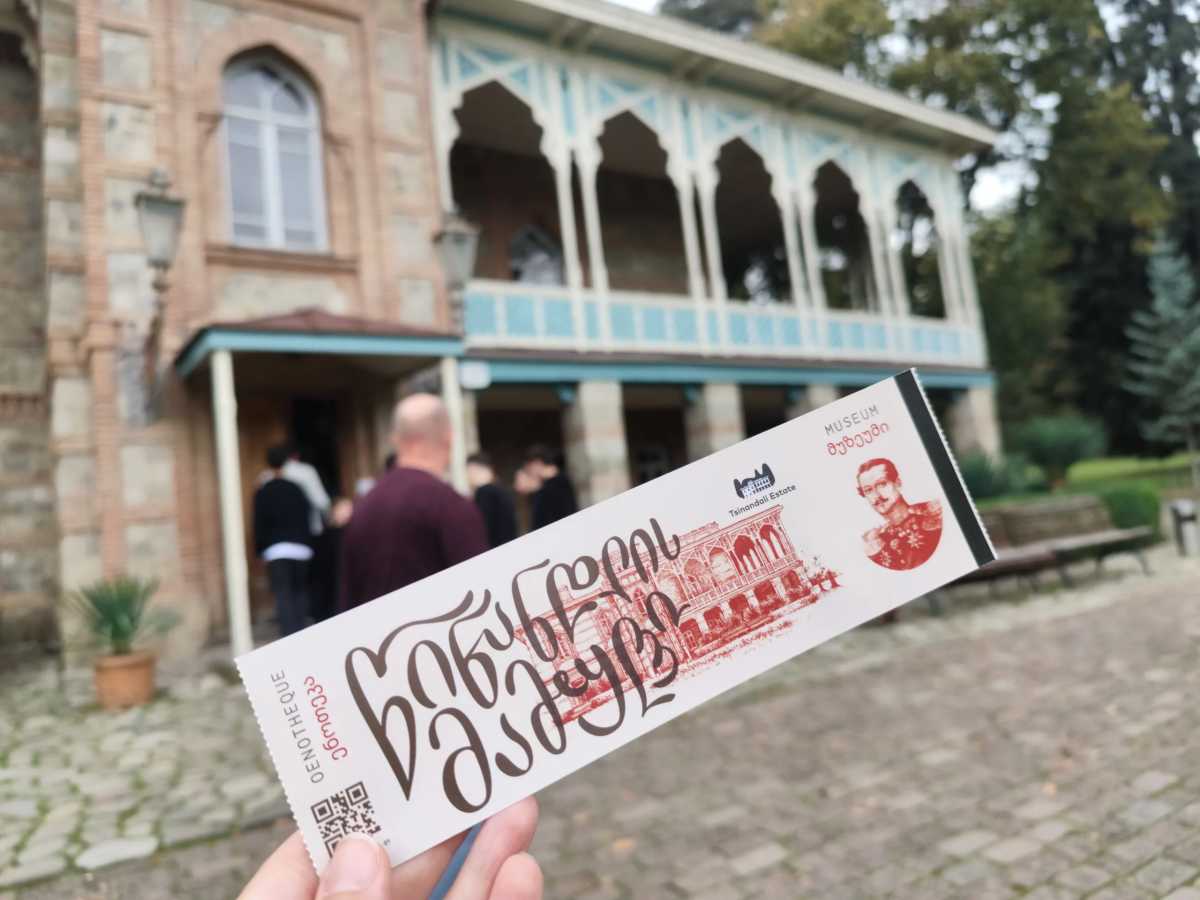 MUSEUM
მუზეუმი
Tsinandali Estate
წინანდლის
მამული
OENOTHEQUE
ენოთეკა